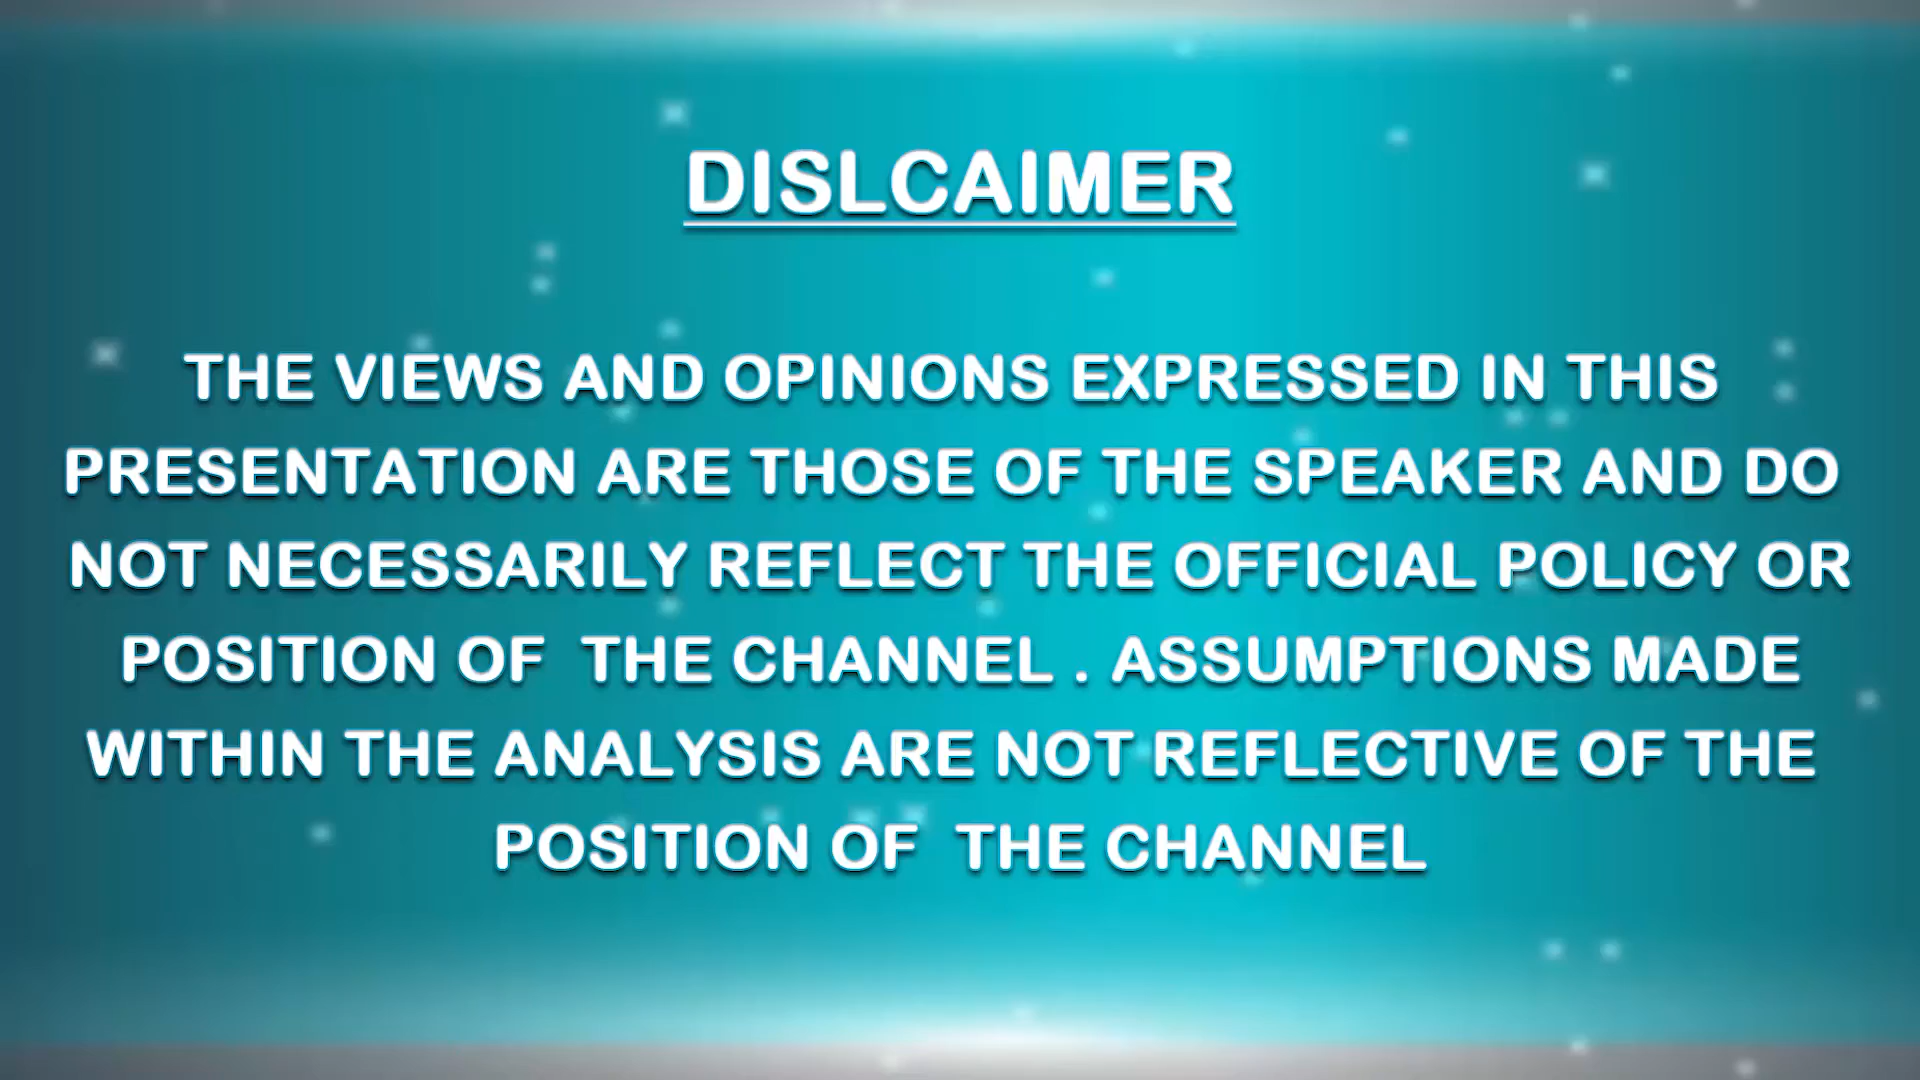 DISLCAIMER
THE VIEWS AND OPINIONS EXPRESSED IN THIS
PRESENTATION ARE THOSE OF THE SPEAKER AND DO
NOT NECESSARILY REFLECT THE OFFICIAL POLICY OR
POSITION OF  THE CHANNEL . ASSUMPTIONS MADE
WITHIN THE ANALYSIS ARE NOT REFLECTIVE OF THE
POSITION OF  THE CHANNEL